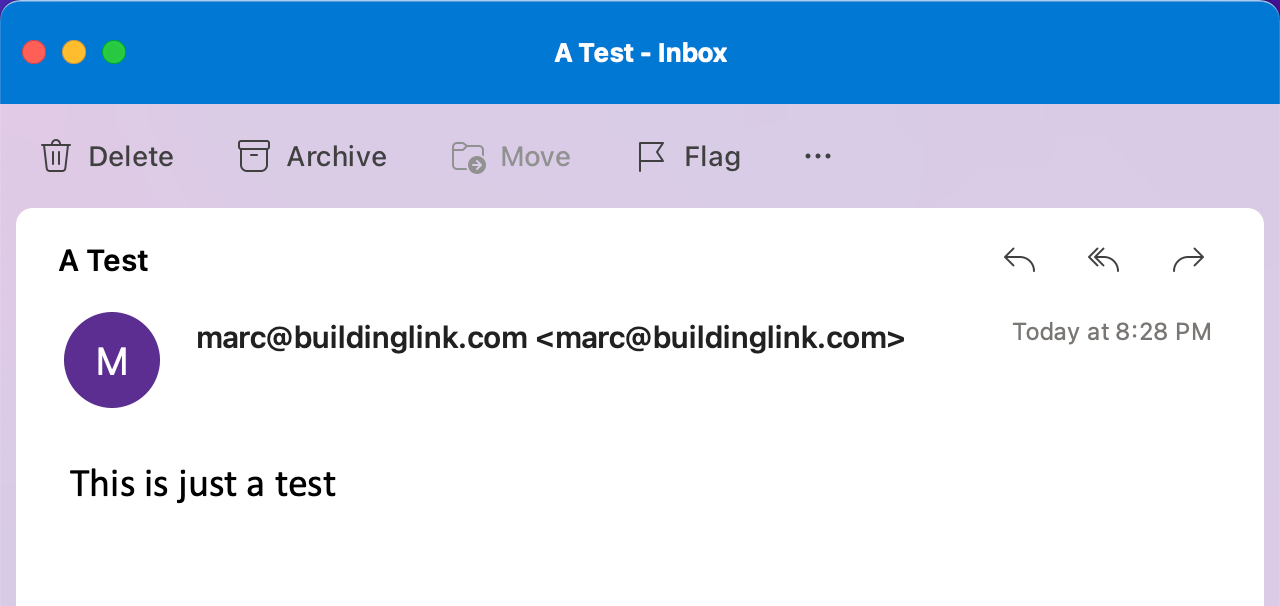 A Test - Inbox
Delete Archive Move Flag ...
A Test
M
marc@buildinglink.com <marc@buildinglink.com>
Today at 8:28 PM
This is just a test